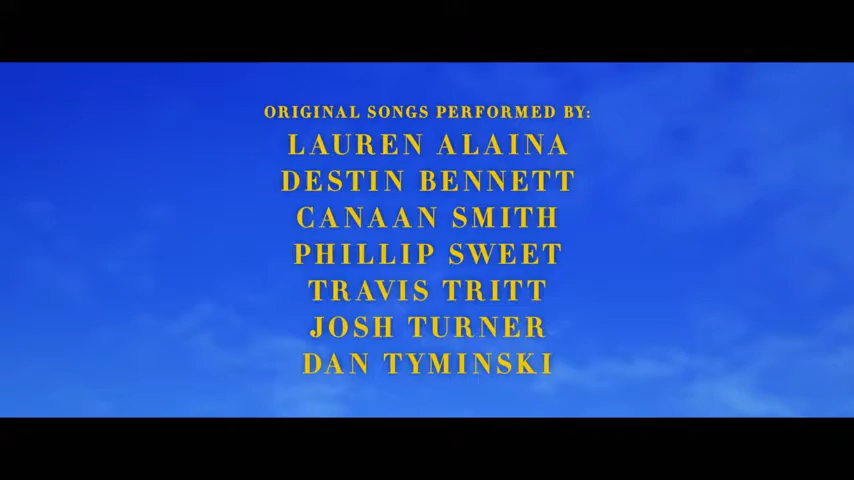 ORIGINAL SONGS PERFORMED BY:
LAUREN ALAINA
DESTIN BENNETT
CANAAN SMITH
PHILLIP SWEET
TRAVIS TRITT
JOSH TURNER
DAN TYMINSKI